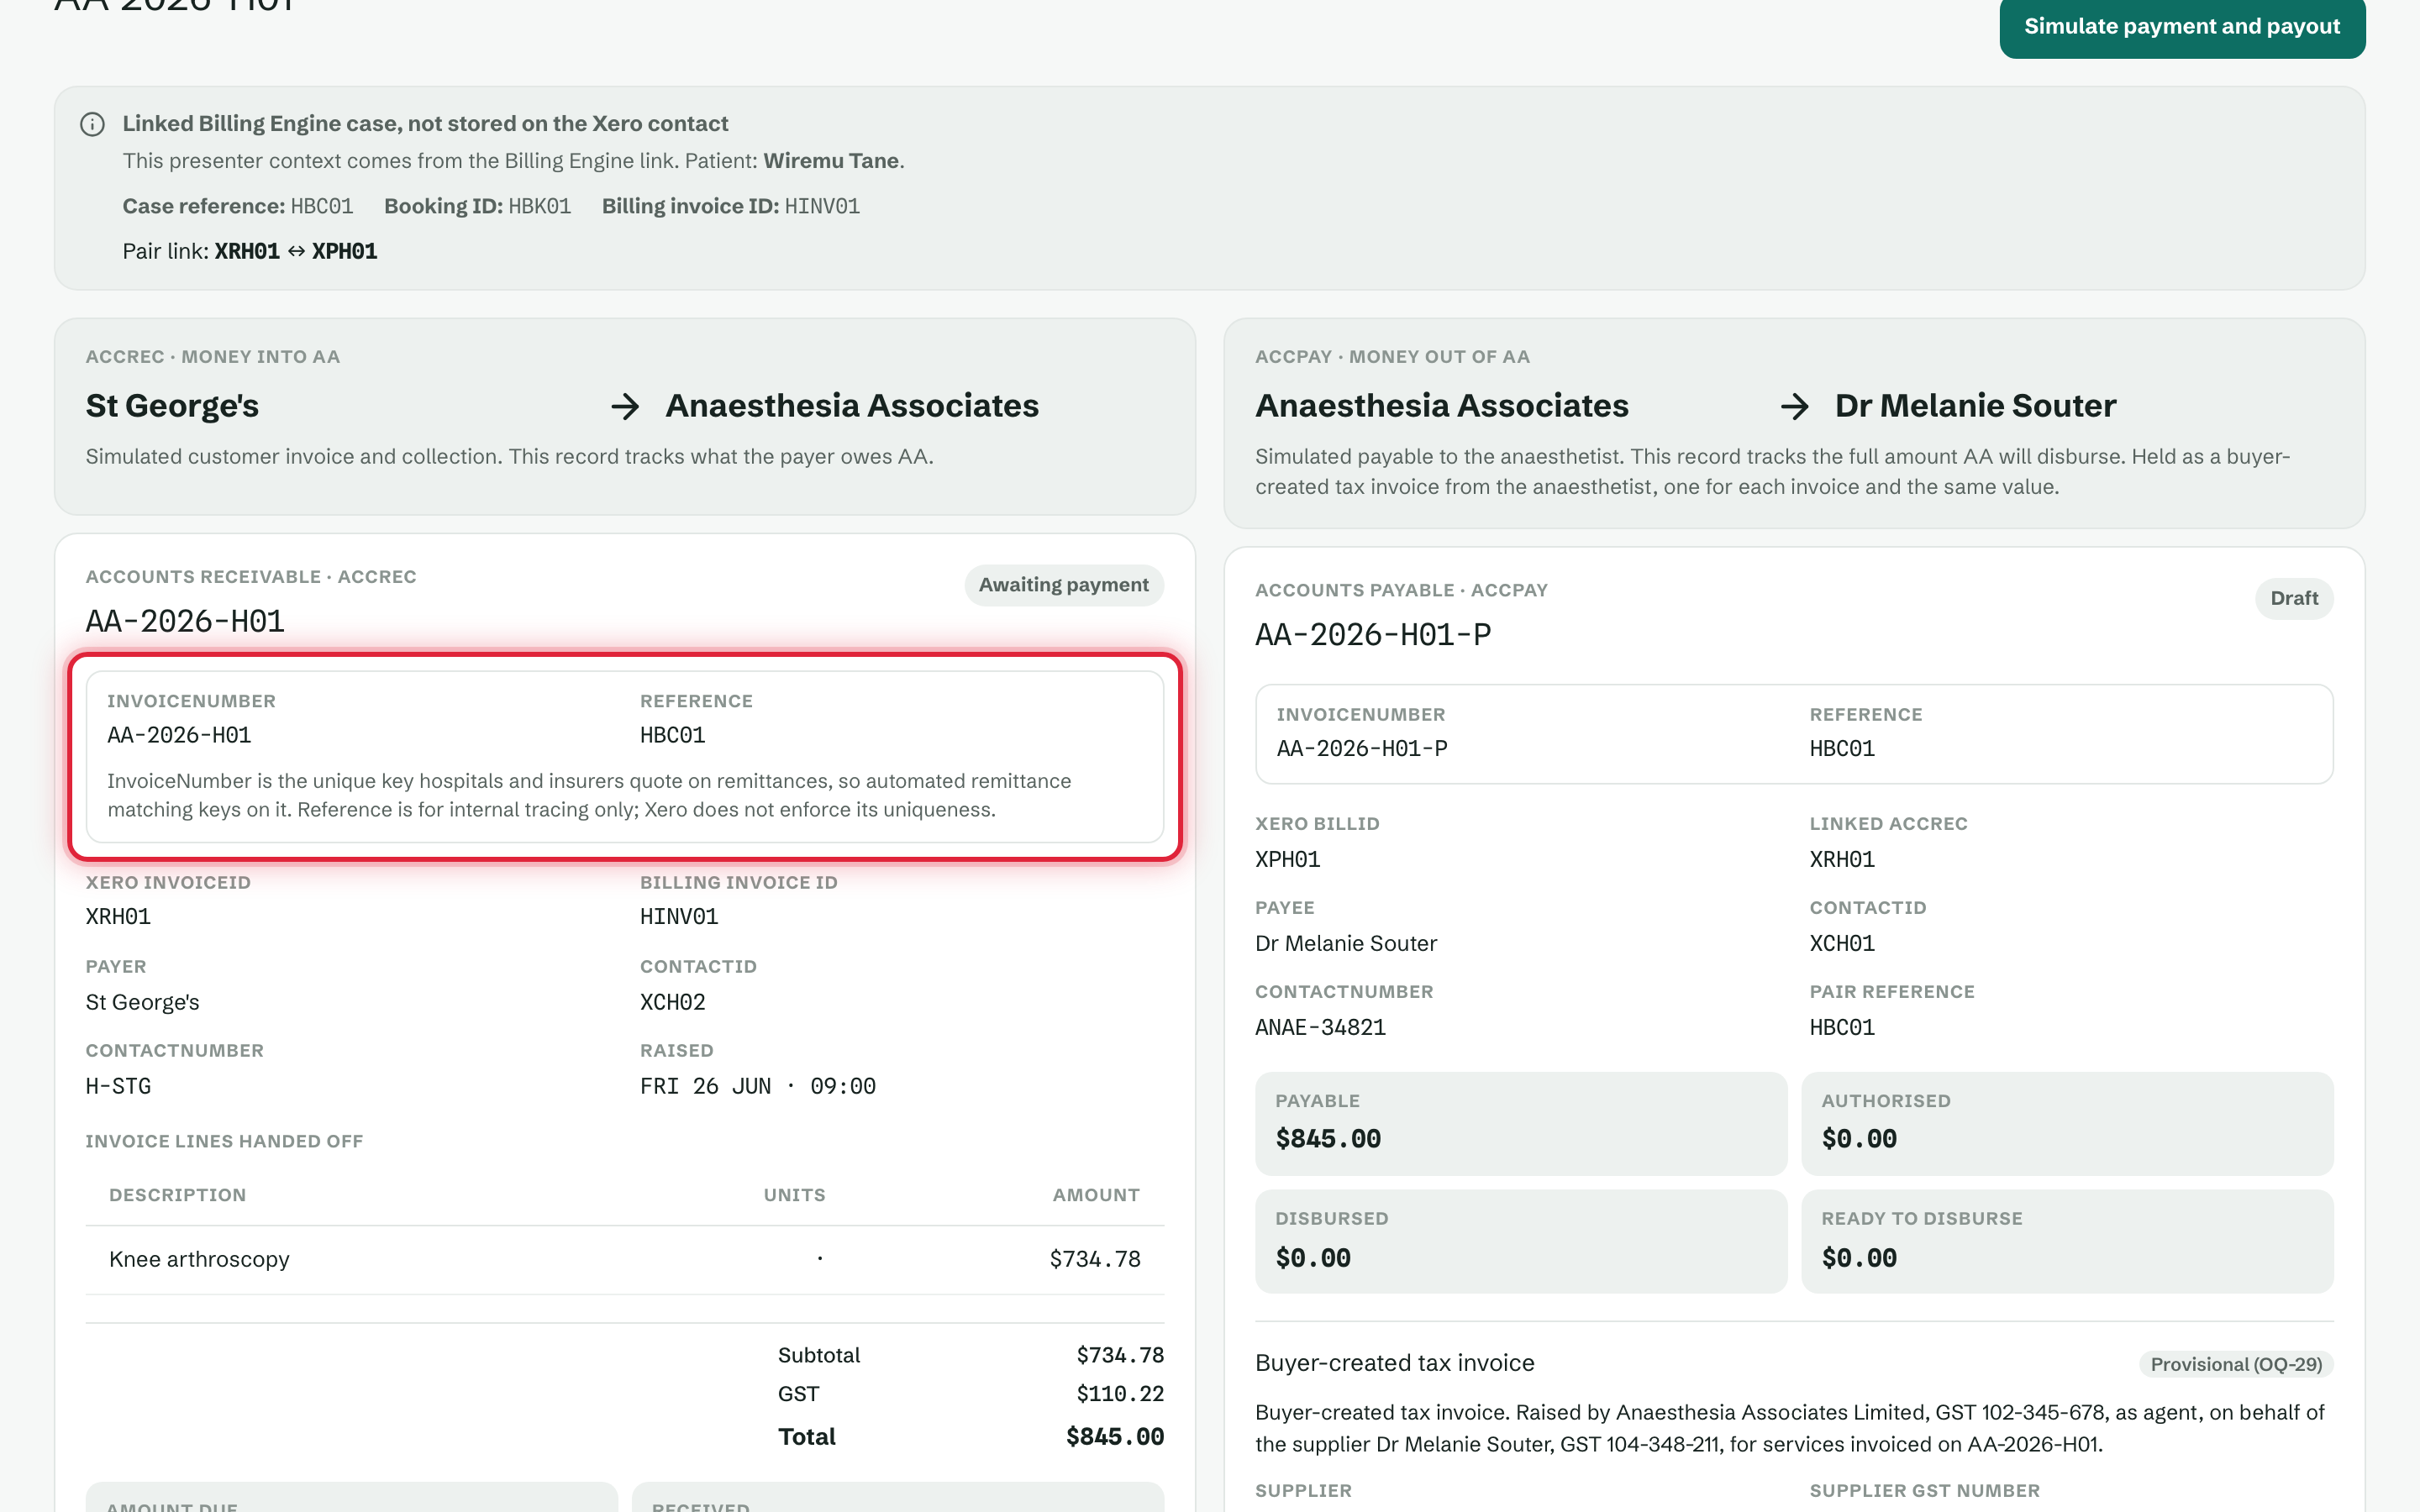 AA-2026-H01
Simulate payment and payout
Linked Billing Engine case, not stored on the Xero contact
This presenter context comes from the Billing Engine link. Patient: Wiremu Tane.
Case reference: HBC01 Booking ID: HBK01 Billing invoice ID: HINV01
Pair link: XRH01 ↔ XPH01
ACCREC · MONEY INTO AA
St George's → Anaesthesia Associates
Simulated customer invoice and collection. This record tracks what the payer owes AA.
ACCOUNTS RECEIVABLE · ACCREC
Awaiting payment
AA-2026-H01
INVOICENUMBER REFERENCE
AA-2026-H01 HBC01
InvoiceNumber is the unique key hospitals and insurers quote on remittances, so automated remittance
matching keys on it. Reference is for internal tracing only; Xero does not enforce its uniqueness.
XERO INVOICEID BILLING INVOICE ID
XRH01 HINV01
PAYER CONTACTID
St George's XCH02
CONTACTNUMBER RAISED
H-STG FRI 26 JUN · 09:00
INVOICE LINES HANDED OFF
DESCRIPTION UNITS AMOUNT
Knee arthroscopy · $734.78
Subtotal $734.78
GST $110.22
Total $845.00
AMOUNT DUE RECEIVED
ACCPAY · MONEY OUT OF AA
Anaesthesia Associates → Dr Melanie Souter
Simulated payable to the anaesthetist. This record tracks the full amount AA will disburse. Held as a buyer-
created tax invoice from the anaesthetist, one for each invoice and the same value.
ACCOUNTS PAYABLE · ACCPAY
Draft
AA-2026-H01-P
INVOICENUMBER REFERENCE
AA-2026-H01-P HBC01
XERO BILLID LINKED ACCREC
XPH01 XRH01
PAYEE CONTACTID
Dr Melanie Souter XCH01
CONTACTNUMBER PAIR REFERENCE
ANAE-34821 HBC01
PAYABLE AUTHORISED
$845.00 $0.00
DISBURSED READY TO DISBURSE
$0.00 $0.00
Buyer-created tax invoice Provisional (OQ-29)
Buyer-created tax invoice. Raised by Anaesthesia Associates Limited, GST 102-345-678, as agent, on behalf of
the supplier Dr Melanie Souter, GST 104-348-211, for services invoiced on AA-2026-H01.
SUPPLIER SUPPLIER GST NUMBER